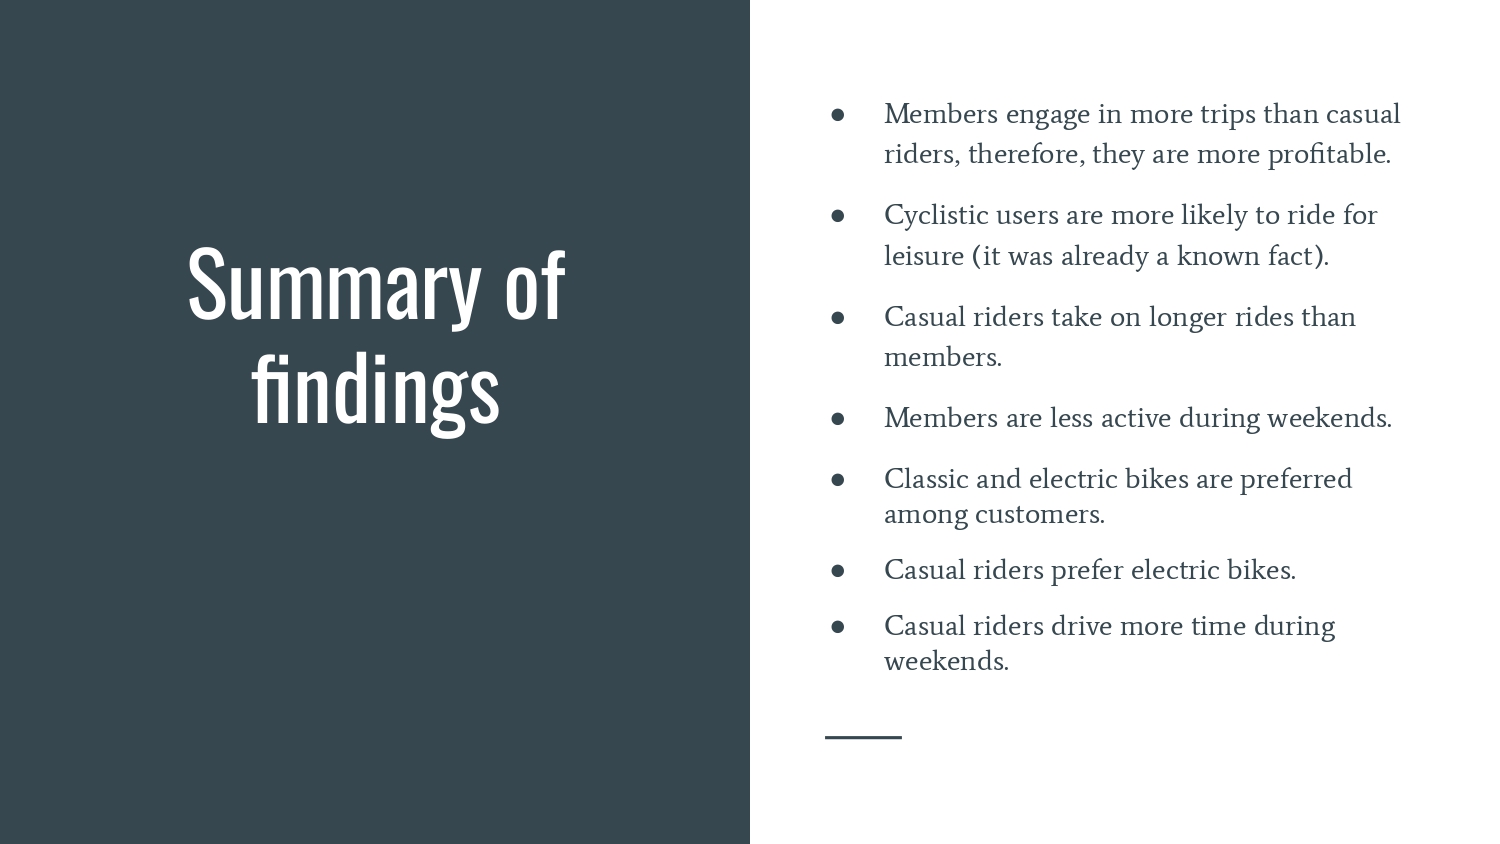 Summary of
findings
● Members engage in more trips than casual
riders, therefore, they are more profitable.
● Cyclistic users are more likely to ride for
leisure (it was already a known fact).
● Casual riders take on longer rides than
members.
● Members are less active during weekends.
● Classic and electric bikes are preferred
among customers.
● Casual riders prefer electric bikes.
● Casual riders drive more time during
weekends.